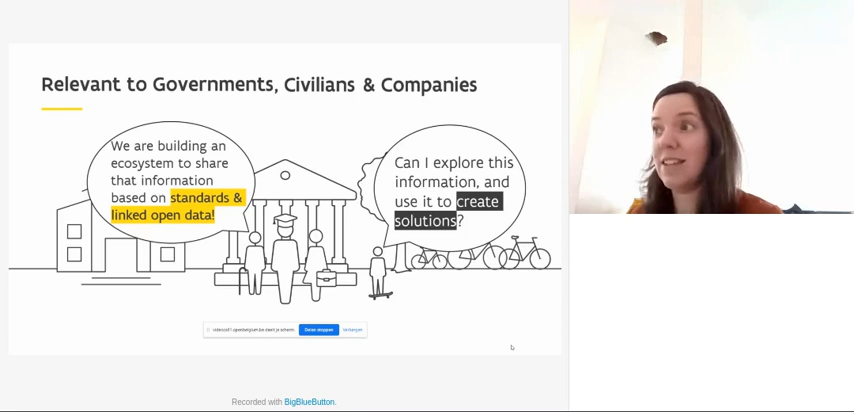 Relevant to Governments, Civilians & Companies
We are building an
ecosystem to share
that information
based on standards &
linked open data!
Can I explore this
information, and
use it to create
solutions?
Delen stoppen Verbergen
Recorded with BigBlueButton.